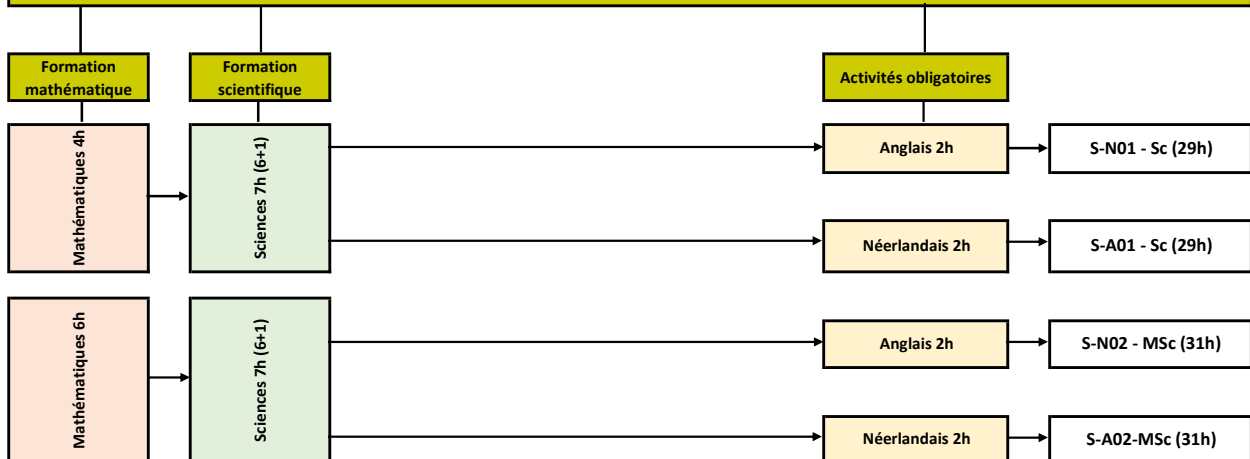 Formation
mathématique
Formation
scientifique
Activités obligatoires
Mathématiques 4h
Sciences 7h (6+1)
Anglais 2h
S-N01 - Sc (29h)
Néerlandais 2h
S-A01 - Sc (29h)
Mathématiques 6h
Sciences 7h (6+1)
Anglais 2h
S-N02 - MSc (31h)
Néerlandais 2h
S-A02-MSc (31h)